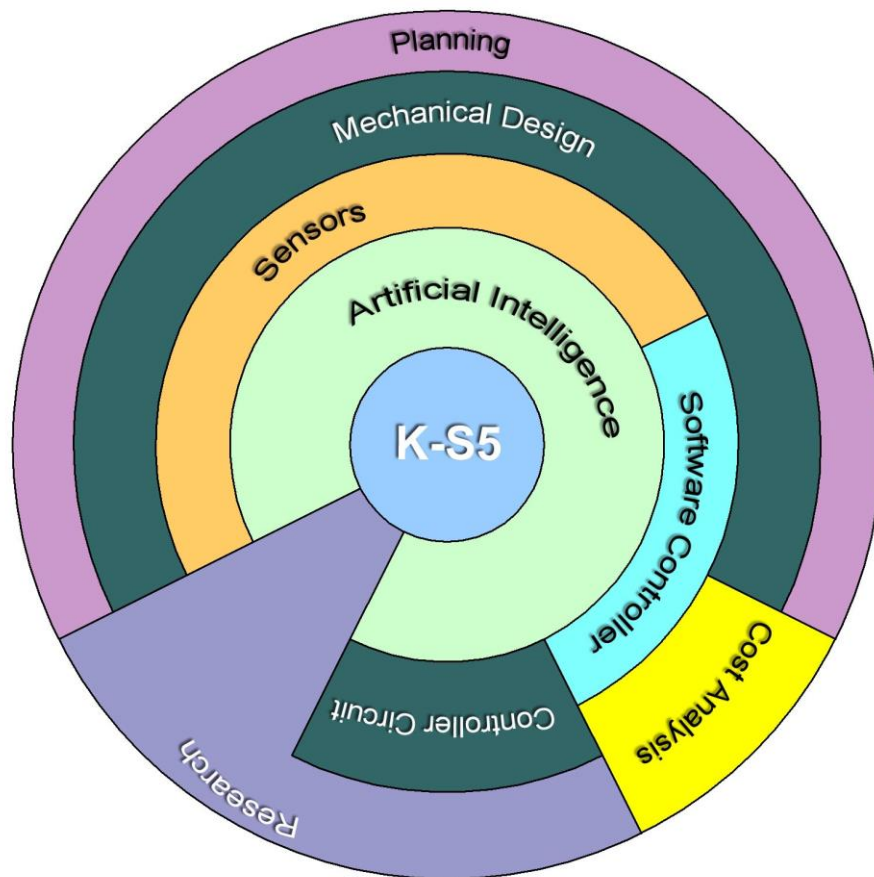 Planning
Mechanical Design
Sensors
Artificial Intelligence
K-S5
Software Controller
Cost Analysis
Controller Circuit
Research